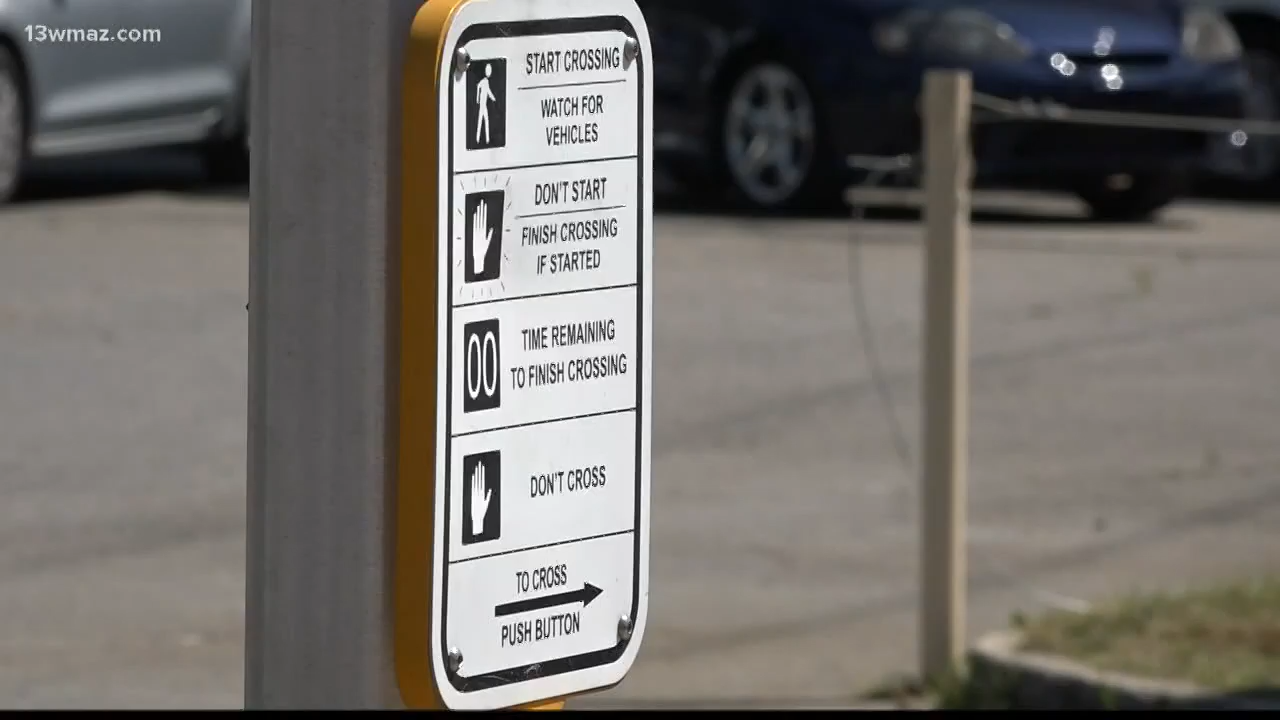 13wmaz.com
START CROSSING
WATCH FOR
VEHICLES
DON'T START
FINISH CROSSING
IF STARTED
00
TIME REMAINING
TO FINISH CROSSING
DON'T CROSS
TO CROSS
PUSH BUTTON